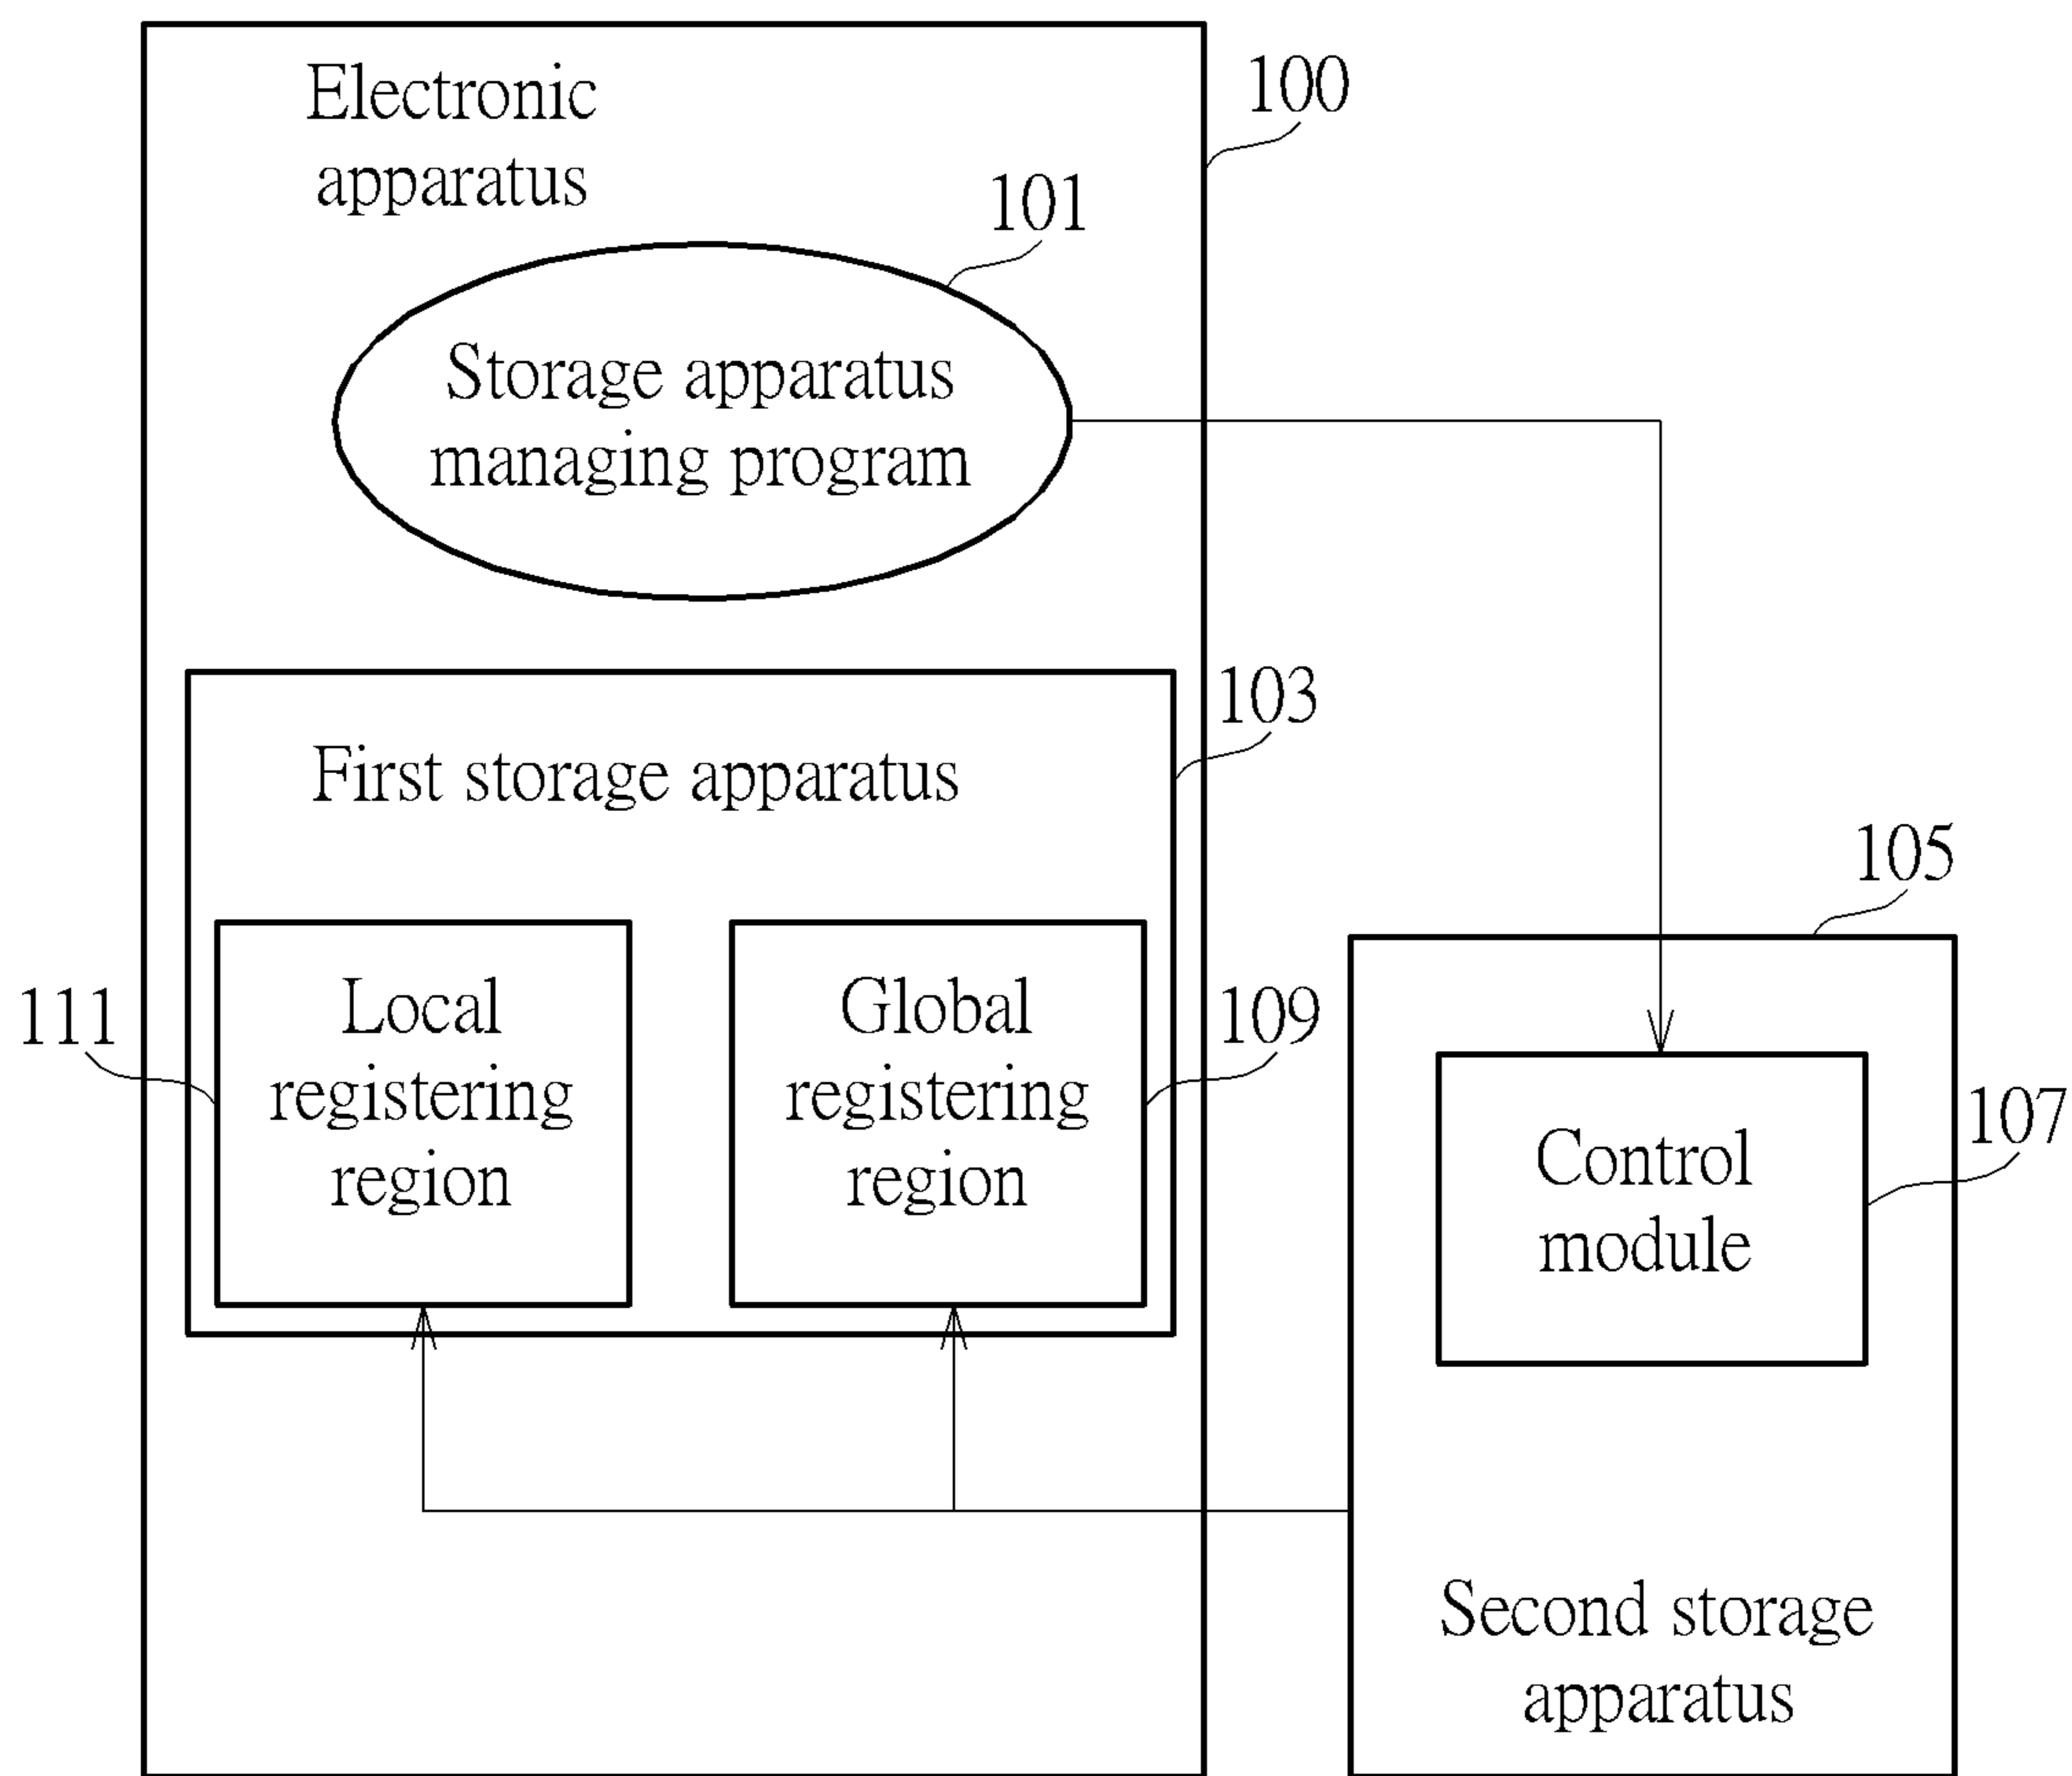 Electronic
apparatus
100
101
Storage apparatus
managing program
103
First storage apparatus
105
111
Local
registering
region
Global
registering
region
109
107
Control
module
Second storage
apparatus